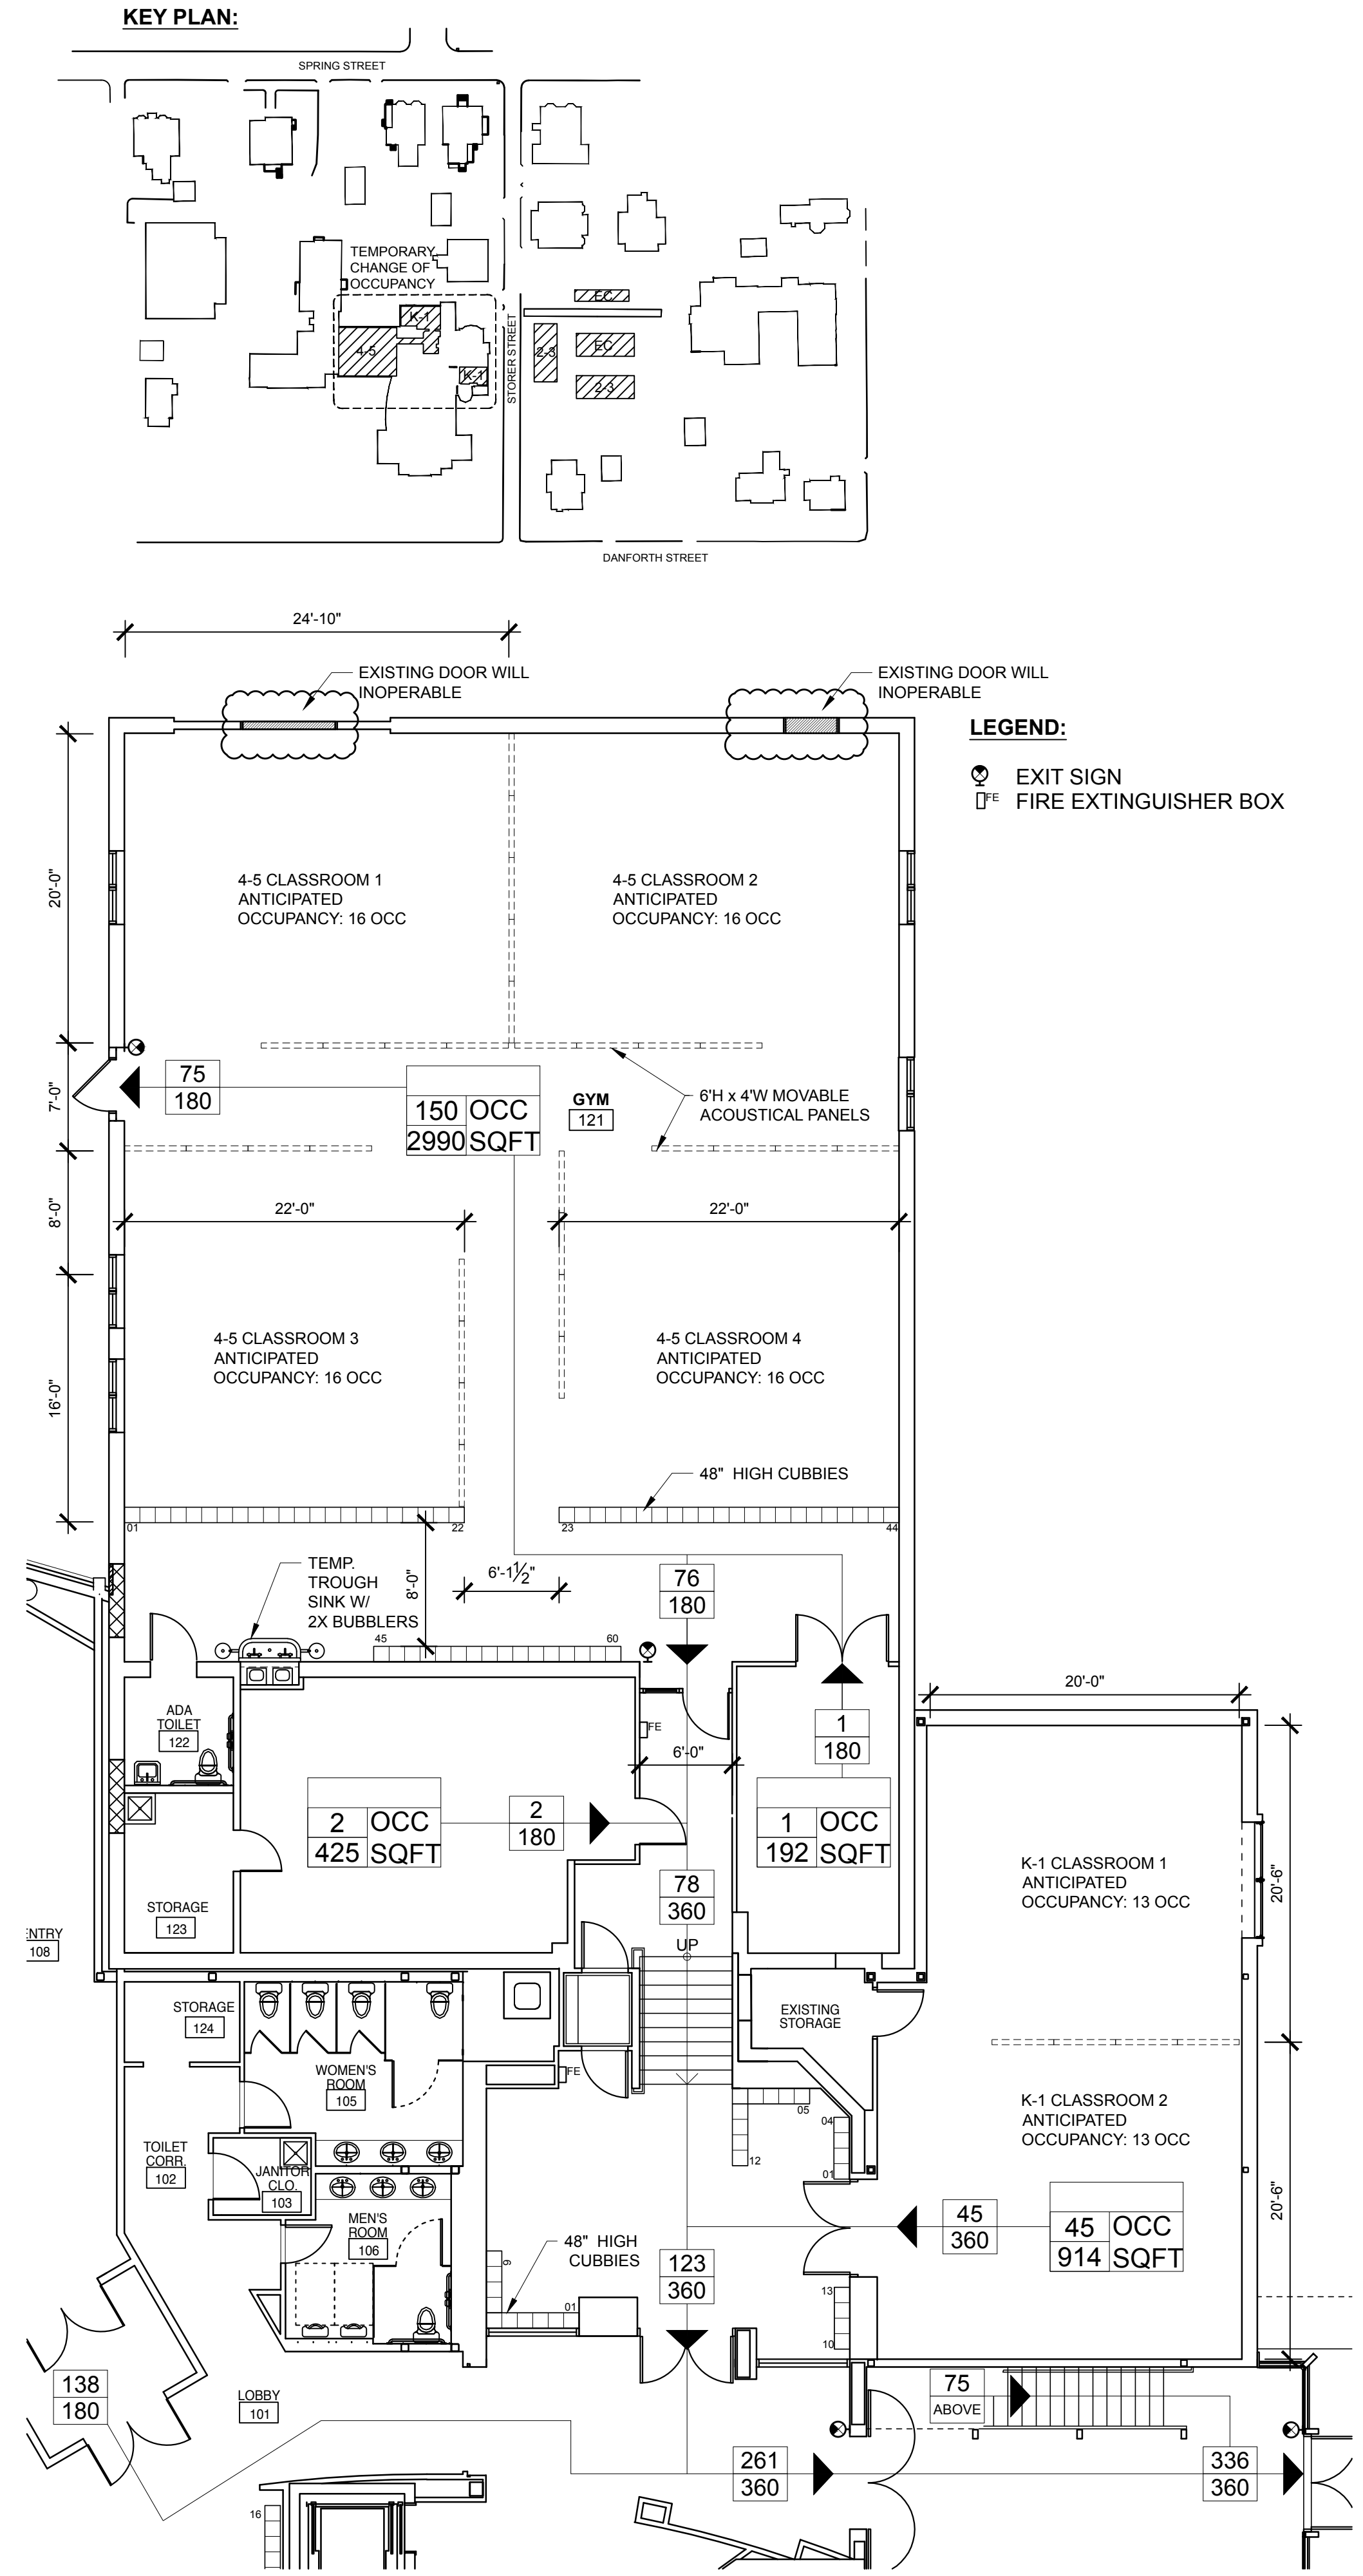 KEY PLAN:
SPRING STREET
TEMPORARY
CHANGE OF
OCCUPANCY
K-1
4-5
K-1
STORER STREET
EC
2-3
EC
2-3
DANFORTH STREET
24'-10"
EXISTING DOOR WILL
INOPERABLE
EXISTING DOOR WILL
INOPERABLE
LEGEND:
EXIT SIGN
FE FIRE EXTINGUISHER BOX
20'-0"
4-5 CLASSROOM 1
ANTICIPATED
OCCUPANCY: 16 OCC
4-5 CLASSROOM 2
ANTICIPATED
OCCUPANCY: 16 OCC
7'-0"
75
180
150 OCC
2990 SQFT
GYM
121
6'H x 4'W MOVABLE
ACOUSTICAL PANELS
8'-0"
22'-0"
22'-0"
16'-0"
4-5 CLASSROOM 3
ANTICIPATED
OCCUPANCY: 16 OCC
4-5 CLASSROOM 4
ANTICIPATED
OCCUPANCY: 16 OCC
48" HIGH CUBBIES
01
22
23
44
TEMP.
TROUGH
SINK W/
2X BUBBLERS
8'-0"
6'-1½"
76
180
45
60
ADA
TOILET
122
FE
6'-0"
1
180
20'-0"
2 OCC
425 SQFT
2
180
1 OCC
192 SQFT
K-1 CLASSROOM 1
ANTICIPATED
OCCUPANCY: 13 OCC
20'-6"
STORAGE
123
78
360
UP
ENTRY
108
STORAGE
124
EXISTING
STORAGE
WOMEN'S
ROOM
105
FE
05
04
12
01
K-1 CLASSROOM 2
ANTICIPATED
OCCUPANCY: 13 OCC
20'-6"
TOILET
CORR.
102
JANITOR
CLO.
103
MEN'S
ROOM
106
48" HIGH
CUBBIES
9
01
123
360
45
360
45 OCC
914 SQFT
13
10
138
180
LOBBY
101
75
ABOVE
261
360
336
360
16